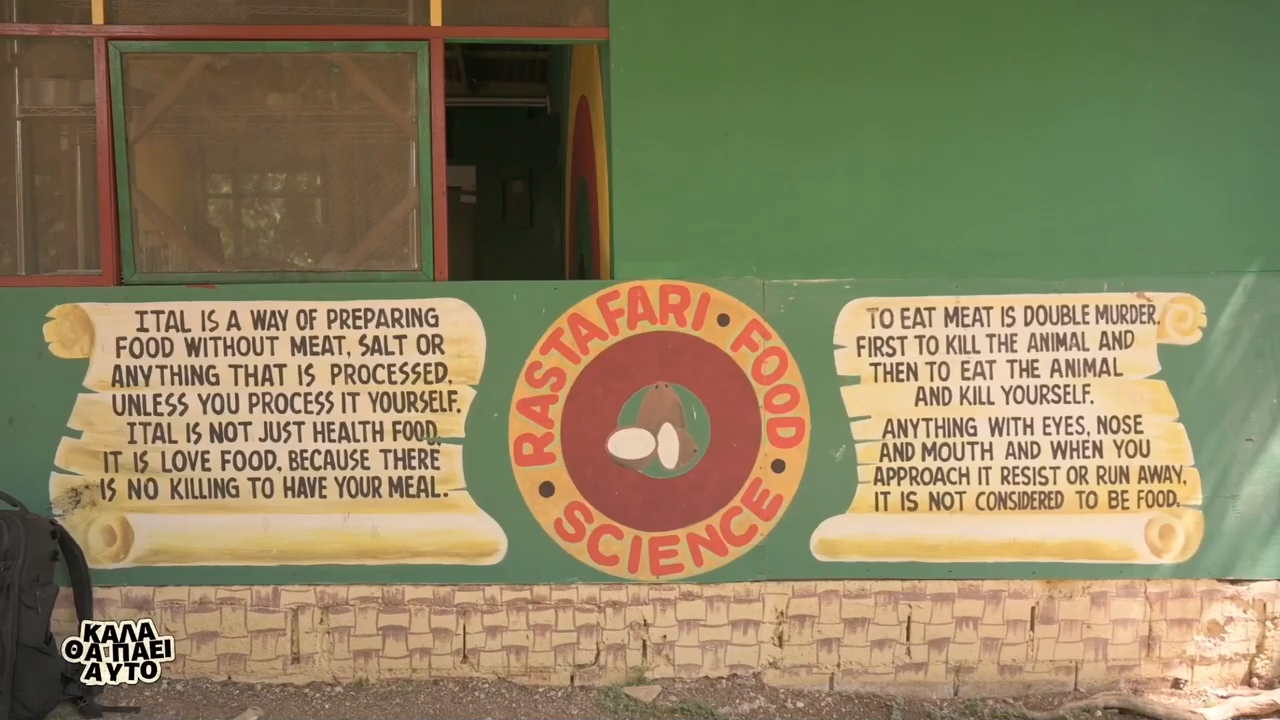 ITAL IS A WAY OF PREPARING
FOOD WITHOUT MEAT, SALT OR
ANYTHING THAT IS PROCESSED,
UNLESS YOU PROCESS IT YOURSELF.
ITAL IS NOT JUST HEALTH FOOD.
IT IS LOVE FOOD, BECAUSE THERE
IS NO KILLING TO HAVE YOUR MEAL.
RASTAFARI • FOOD • SCIENCE •
TO EAT MEAT IS DOUBLE MURDER.
FIRST TO KILL THE ANIMAL AND
THEN TO EAT THE ANIMAL
AND KILL YOURSELF.
ANYTHING WITH EYES, NOSE
AND MOUTH AND WHEN YOU
APPROACH IT RESIST OR RUN AWAY,
IT IS NOT CONSIDERED TO BE FOOD.
ΚΑΛΑ
ΘΑ ΠΑΕΙ
ΑΥΤΟ